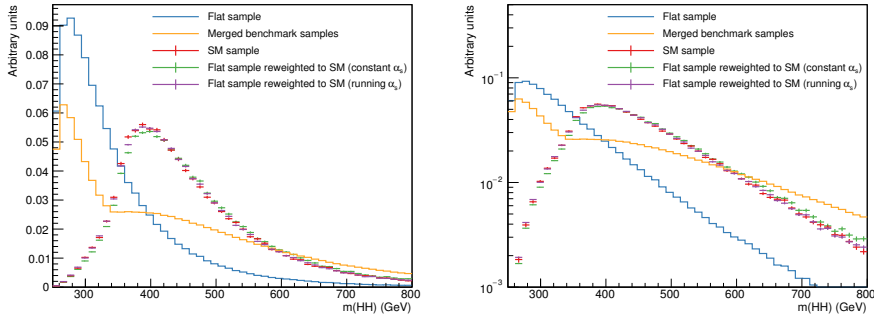 Arbitrary units
0.09
0.08
0.07
0.06
0.05
0.04
0.03
0.02
0.01
0
300 400 500 600 700 800
m(HH) (GeV)
Flat sample
Merged benchmark samples
SM sample
Flat sample reweighted to SM (constant αs)
Flat sample reweighted to SM (running αs)
Arbitrary units
10−1
10−2
10−3
300 400 500 600 700 800
m(HH) (GeV)
Flat sample
Merged benchmark samples
SM sample
Flat sample reweighted to SM (constant αs)
Flat sample reweighted to SM (running αs)